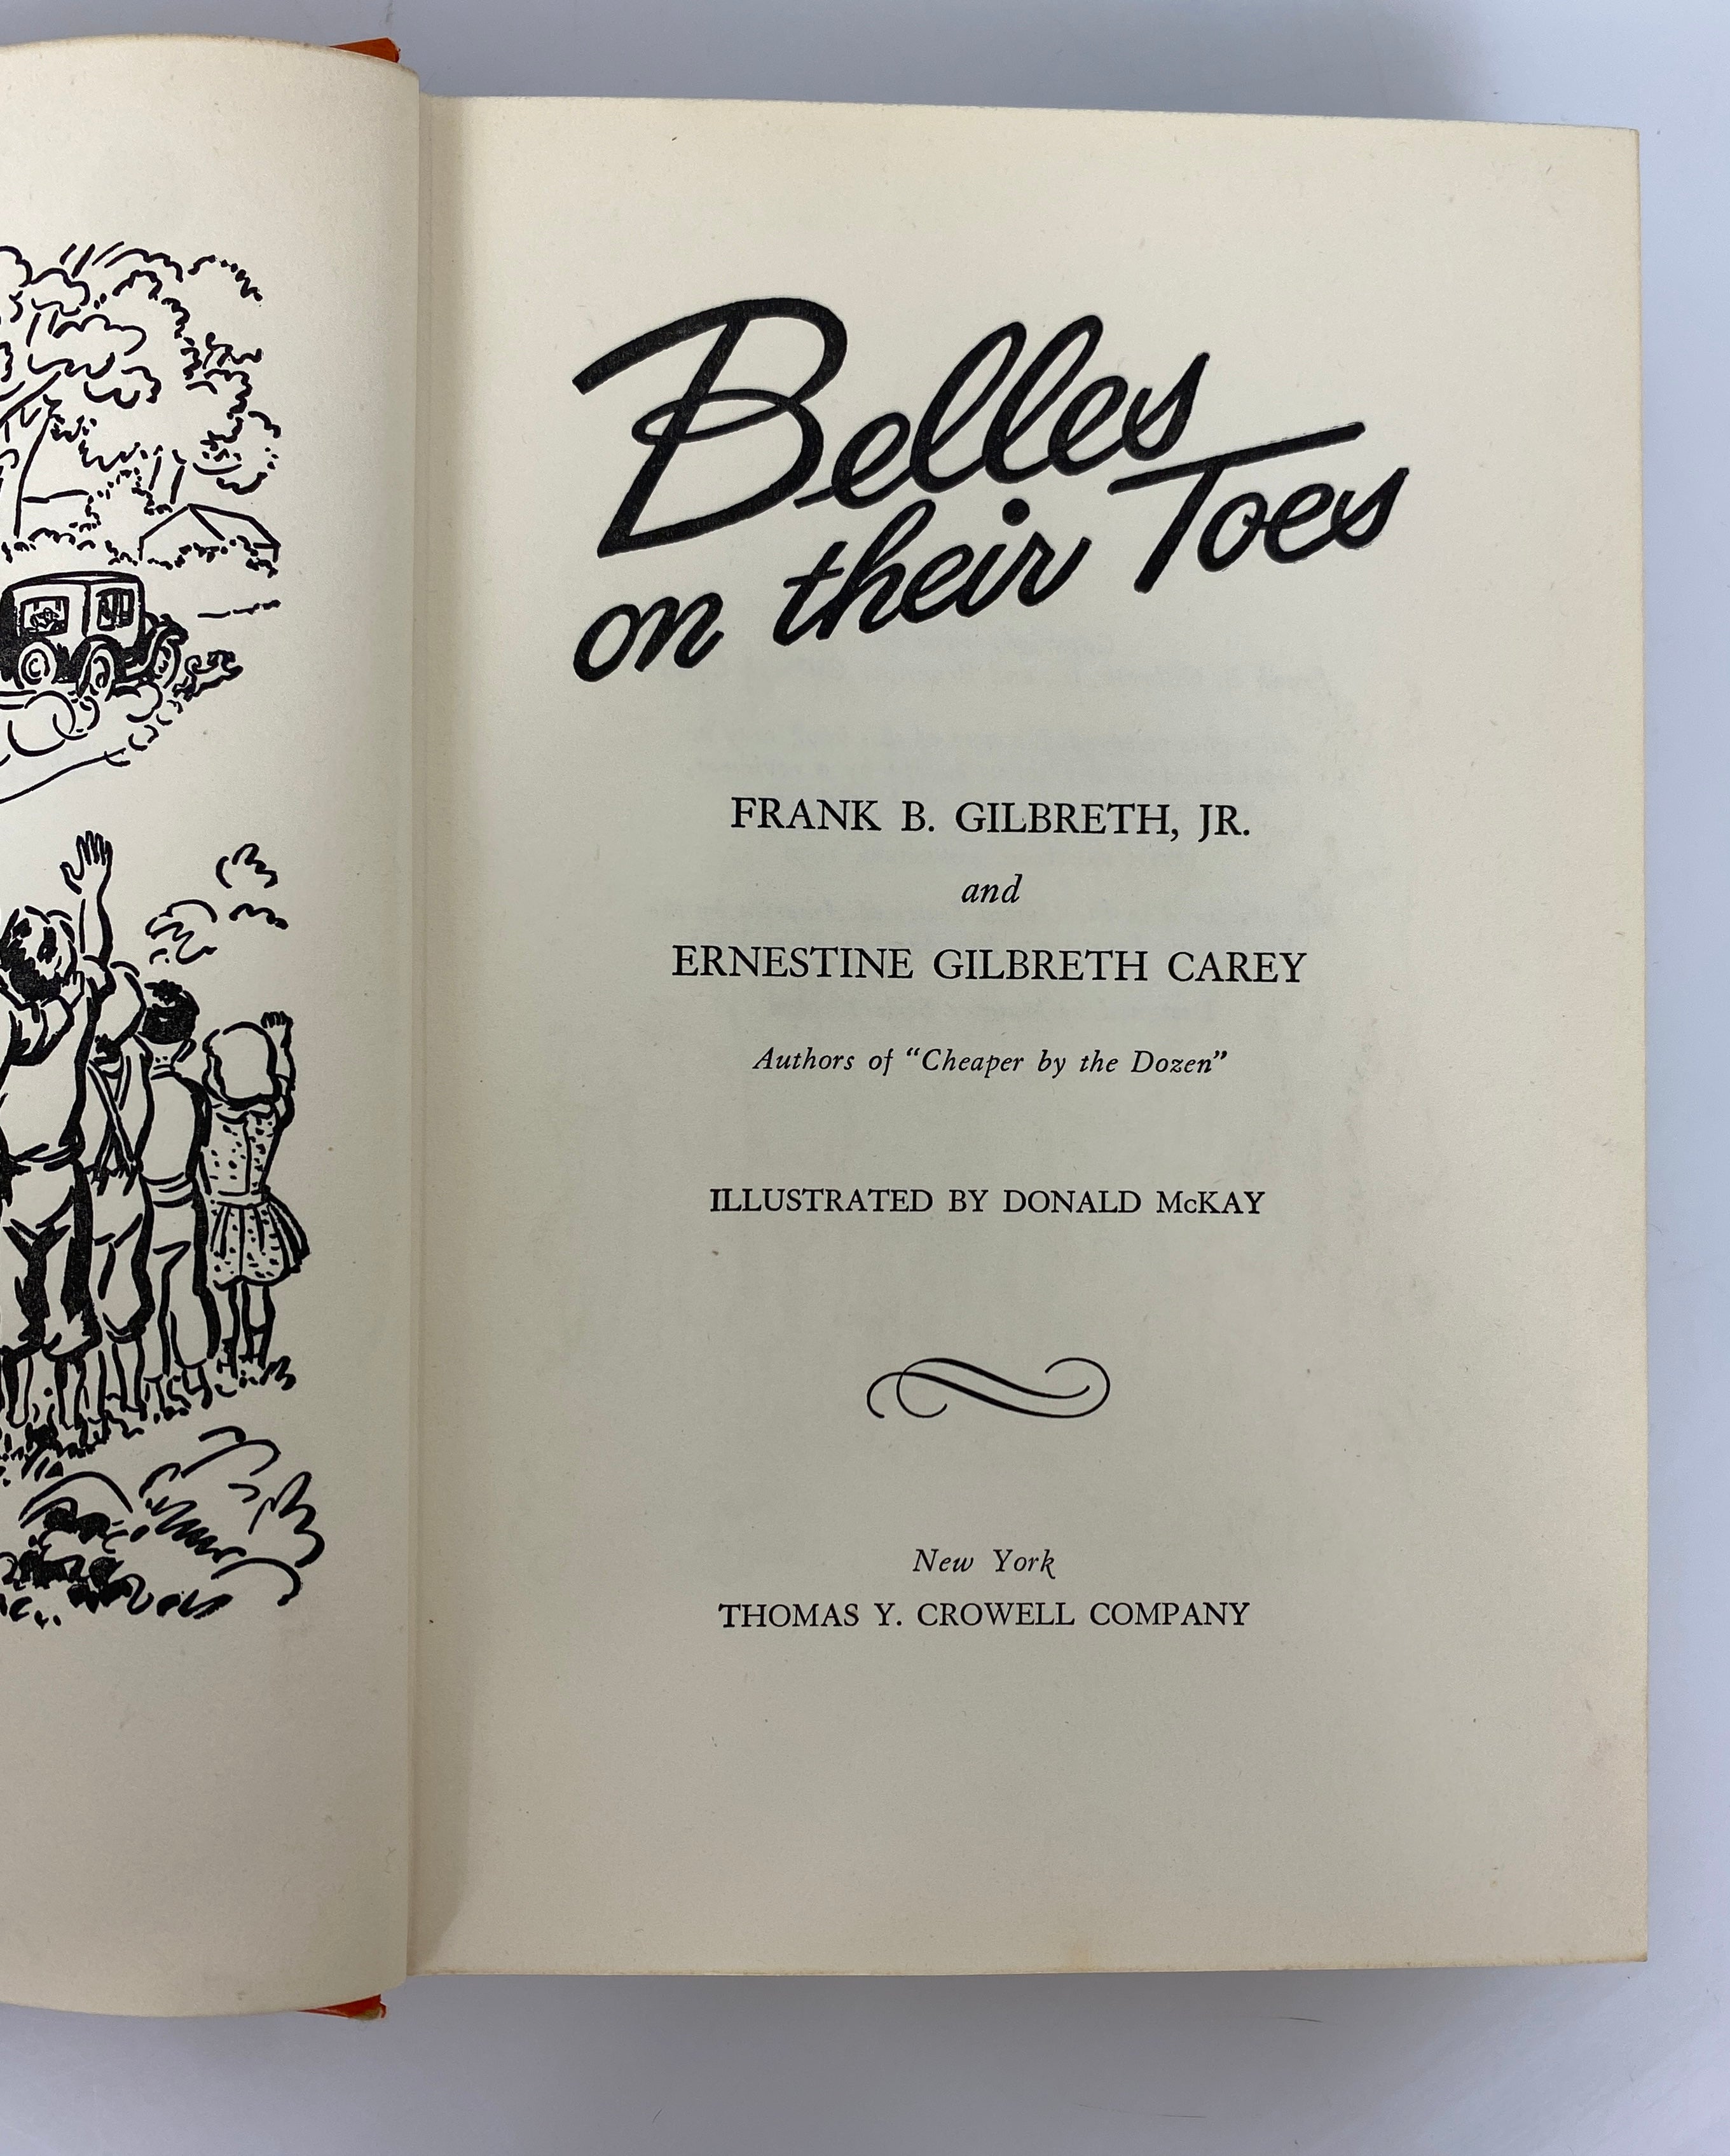 Belles
on their Toes
FRANK B. GILBRETH, JR.
and
ERNESTINE GILBRETH CAREY
Authors of “Cheaper by the Dozen”
ILLUSTRATED BY DONALD McKAY
New York
THOMAS Y. CROWELL COMPANY